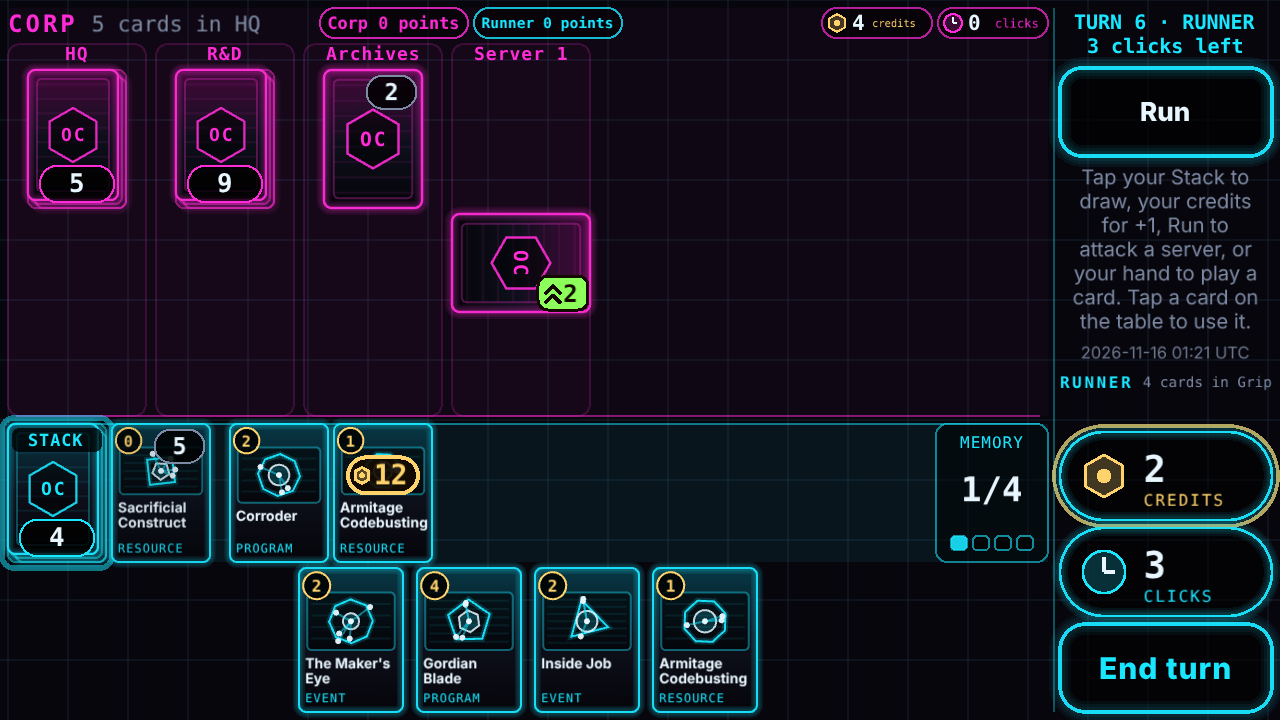 CORP 5 cards in HQ
Corp 0 points
Runner 0 points
4 credits
0 clicks
TURN 6 · RUNNER
3 clicks left
HQ
R&D
Archives
Server 1
OC
5
OC
9
2
OC
OC
2
Run
Tap your Stack to
draw, your credits
for +1, Run to
attack a server, or
your hand to play a
card. Tap a card on
the table to use it.
2026-11-16 01:21 UTC
RUNNER 4 cards in Grip
STACK
OC
4
0
5
Sacrificial
Construct
RESOURCE
2
Corroder
PROGRAM
1
12
Armitage
Codebusting
RESOURCE
MEMORY
1/4
2
CREDITS
3
CLICKS
End turn
2
The Maker's
Eye
EVENT
4
Gordian
Blade
PROGRAM
2
Inside Job
EVENT
1
Armitage
Codebusting
RESOURCE